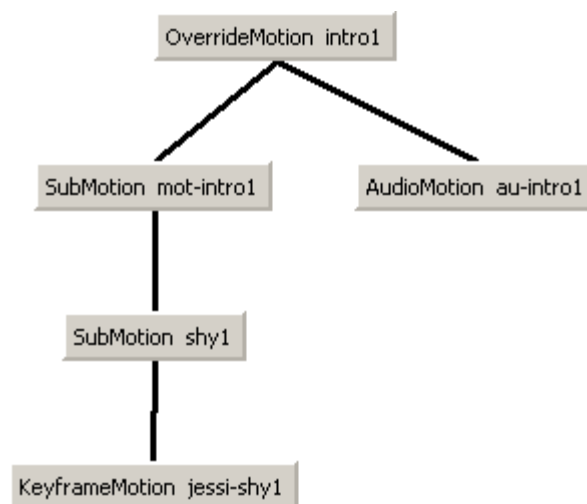 OverrideMotion intro1
SubMotion mot-intro1
AudioMotion au-intro1
SubMotion shy1
KeyframeMotion jessi-shy1